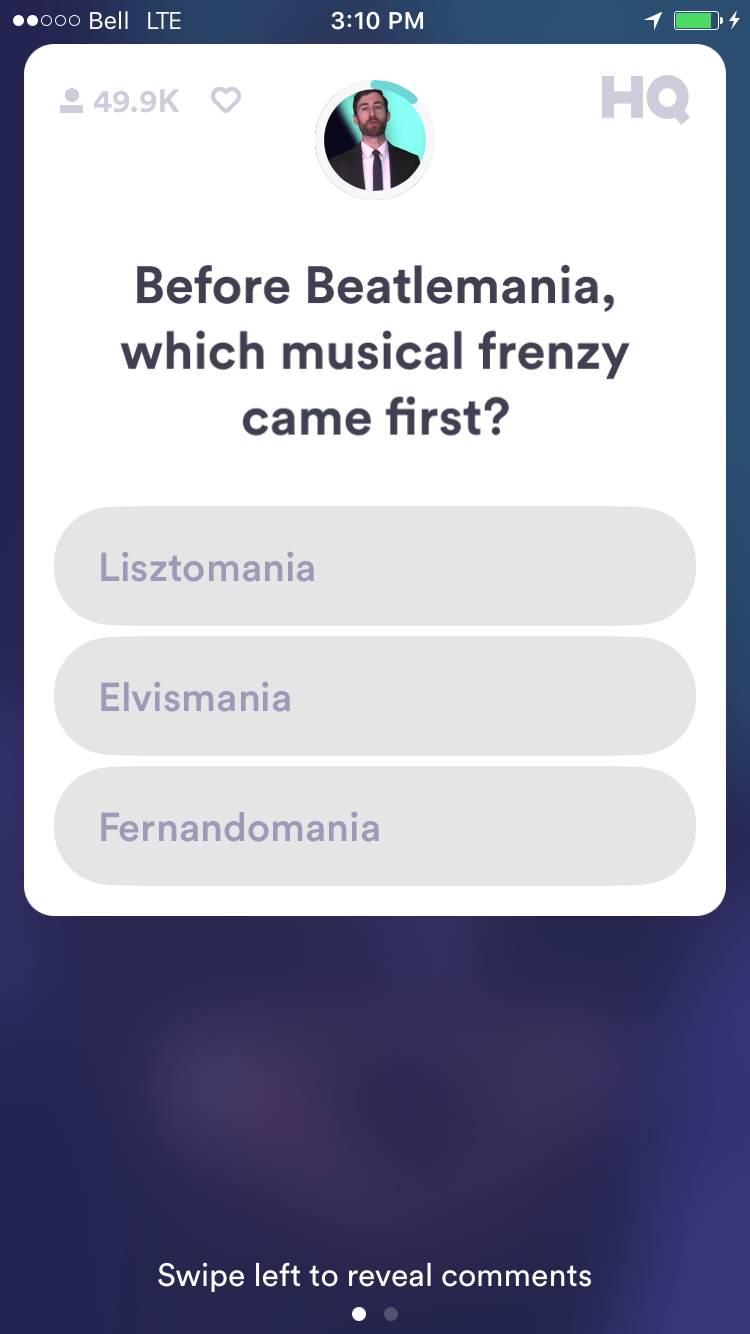 Bell LTE 3:10 PM
49.9K HQ
Before Beatlemania,
which musical frenzy
came first?
Lisztomania
Elvismania
Fernandomania
Swipe left to reveal comments